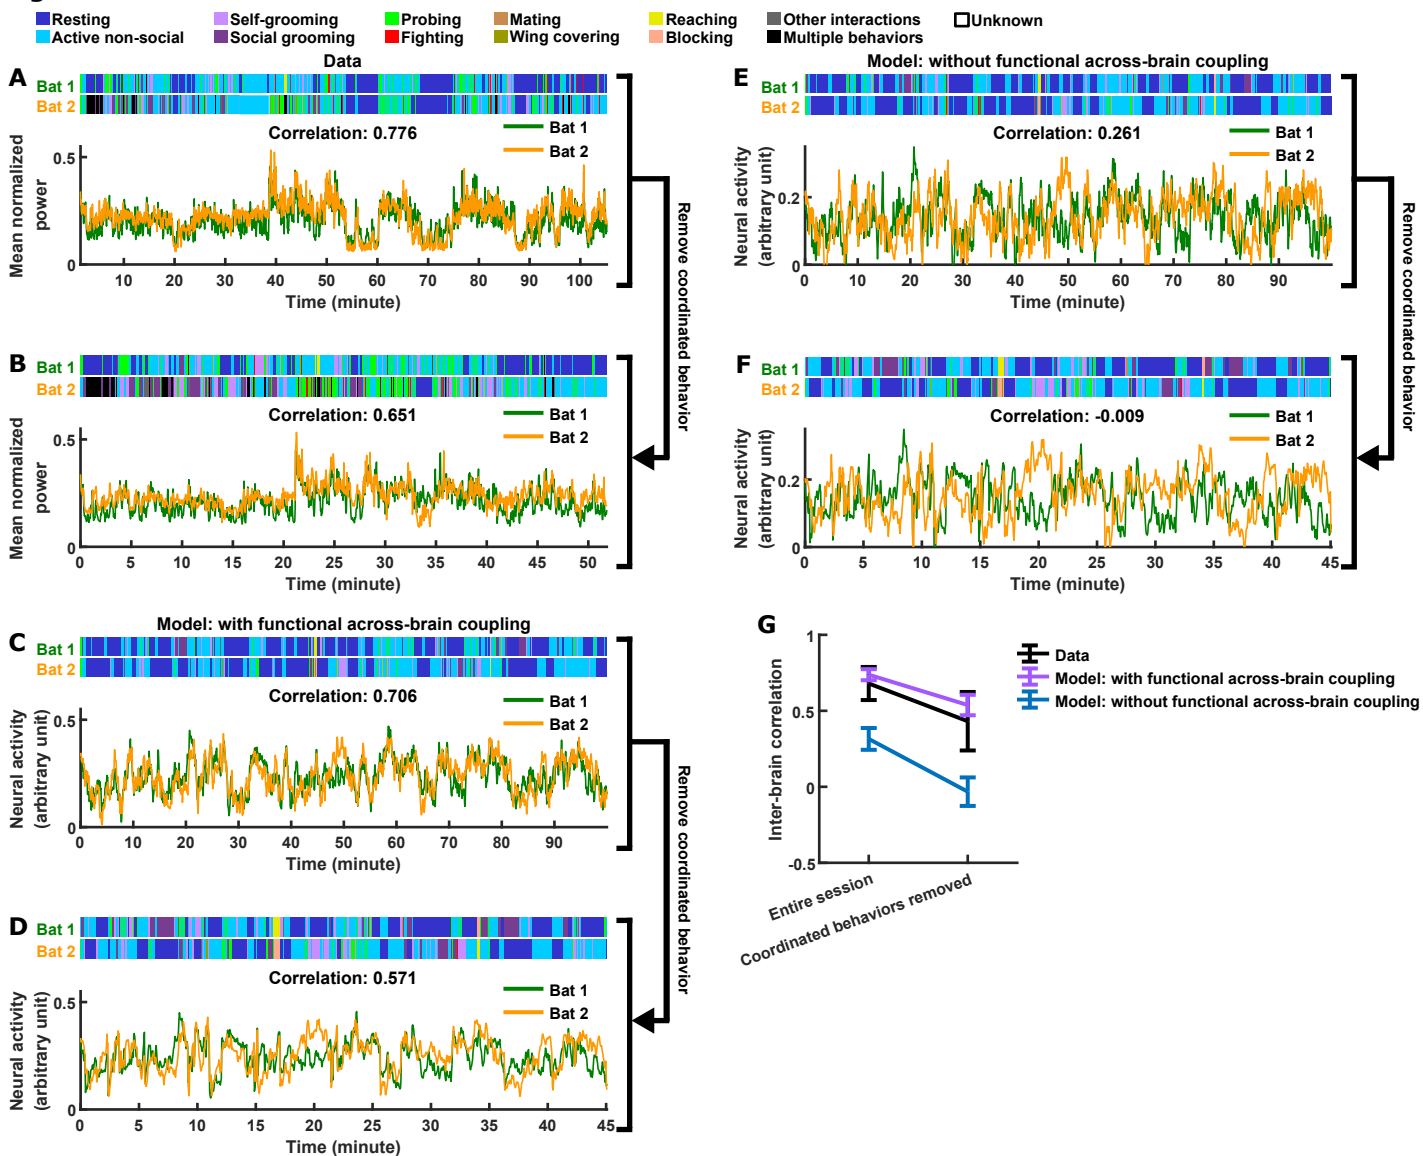 Resting
Self-grooming
Probing
Mating
Reaching
Other interactions
Unknown
Active non-social
Social grooming
Fighting
Wing covering
Blocking
Multiple behaviors
A
Data
Bat 1
Bat 2
Correlation: 0.776
Bat 1
Bat 2
Mean normalized
power
0.5
0
10 20 30 40 50 60 70 80 90 100
Time (minute)
Remove coordinated behavior
B
Bat 1
Bat 2
Correlation: 0.651
Bat 1
Bat 2
Mean normalized
power
0.5
0
0 5 10 15 20 25 30 35 40 45 50
Time (minute)
C
Model: with functional across-brain coupling
Bat 1
Bat 2
Correlation: 0.706
Bat 1
Bat 2
Neural activity
(arbitrary unit)
0.5
0
0 10 20 30 40 50 60 70 80 90
Time (minute)
Remove coordinated behavior
D
Bat 1
Bat 2
Correlation: 0.571
Bat 1
Bat 2
Neural activity
(arbitrary unit)
0.5
0
0 5 10 15 20 25 30 35 40 45
Time (minute)
E
Model: without functional across-brain coupling
Bat 1
Bat 2
Correlation: 0.261
Bat 1
Bat 2
Neural activity
(arbitrary unit)
0.2
0
0 10 20 30 40 50 60 70 80 90
Time (minute)
Remove coordinated behavior
F
Bat 1
Bat 2
Correlation: -0.009
Bat 1
Bat 2
Neural activity
(arbitrary unit)
0.2
0
0 5 10 15 20 25 30 35 40 45
Time (minute)
G
Inter-brain correlation
1
0.5
0
-0.5
Entire session
Coordinated behaviors removed
Data
Model: with functional across-brain coupling
Model: without functional across-brain coupling